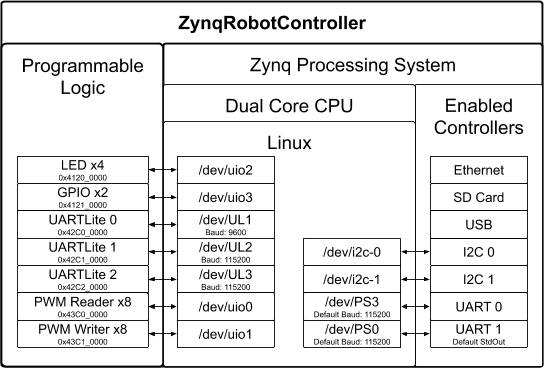 ZynqRobotController
Programmable
Logic
Zynq Processing System
Dual Core CPU
Enabled
Controllers
Linux
LED x4
0x4120_0000
/dev/uio2
Ethernet
GPIO x2
0x4121_0000
/dev/uio3
SD Card
UARTLite 0
0x42C0_0000
/dev/UL1
Baud: 9600
USB
UARTLite 1
0x42C1_0000
/dev/UL2
Baud: 115200
/dev/i2c-0
I2C 0
UARTLite 2
0x42C2_0000
/dev/UL3
Baud: 115200
/dev/i2c-1
I2C 1
PWM Reader x8
0x43C0_0000
/dev/uio0
/dev/PS3
Default Baud: 115200
UART 0
PWM Writer x8
0x43C1_0000
/dev/uio1
/dev/PS0
Default Baud: 115200
UART 1
Default StdOut